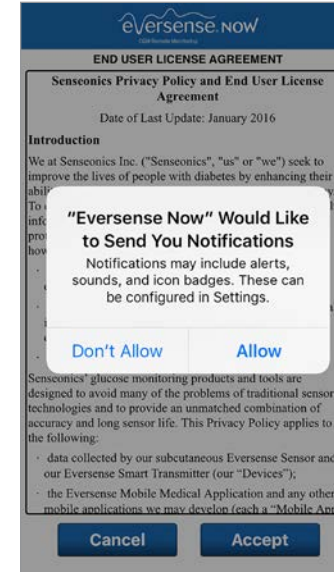 eversense NOW
CGM Remote Monitoring
END USER LICENSE AGREEMENT
Senseonics Privacy Policy and End User License
Agreement
Date of Last Update: January 2016
Introduction
We at Senseonics Inc. ("Senseonics", "us" or "we") seek to
improve the lives of people with diabetes by enhancing their
"Eversense Now" Would Like
to Send You Notifications
Notifications may include alerts,
sounds, and icon badges. These can
be configured in Settings.
Don't Allow
Allow
Senseonics' glucose monitoring products and tools are
designed to avoid many of the problems of traditional sensor
technologies and to provide an unmatched combination of
accuracy and long sensor life. This Privacy Policy applies to
the following:
· data collected by our subcutaneous Eversense Sensor and
our Eversense Smart Transmitter (our "Devices");
· the Eversense Mobile Medical Application and any other
mobile applications we may develop (each a "Mobile App
Cancel
Accept